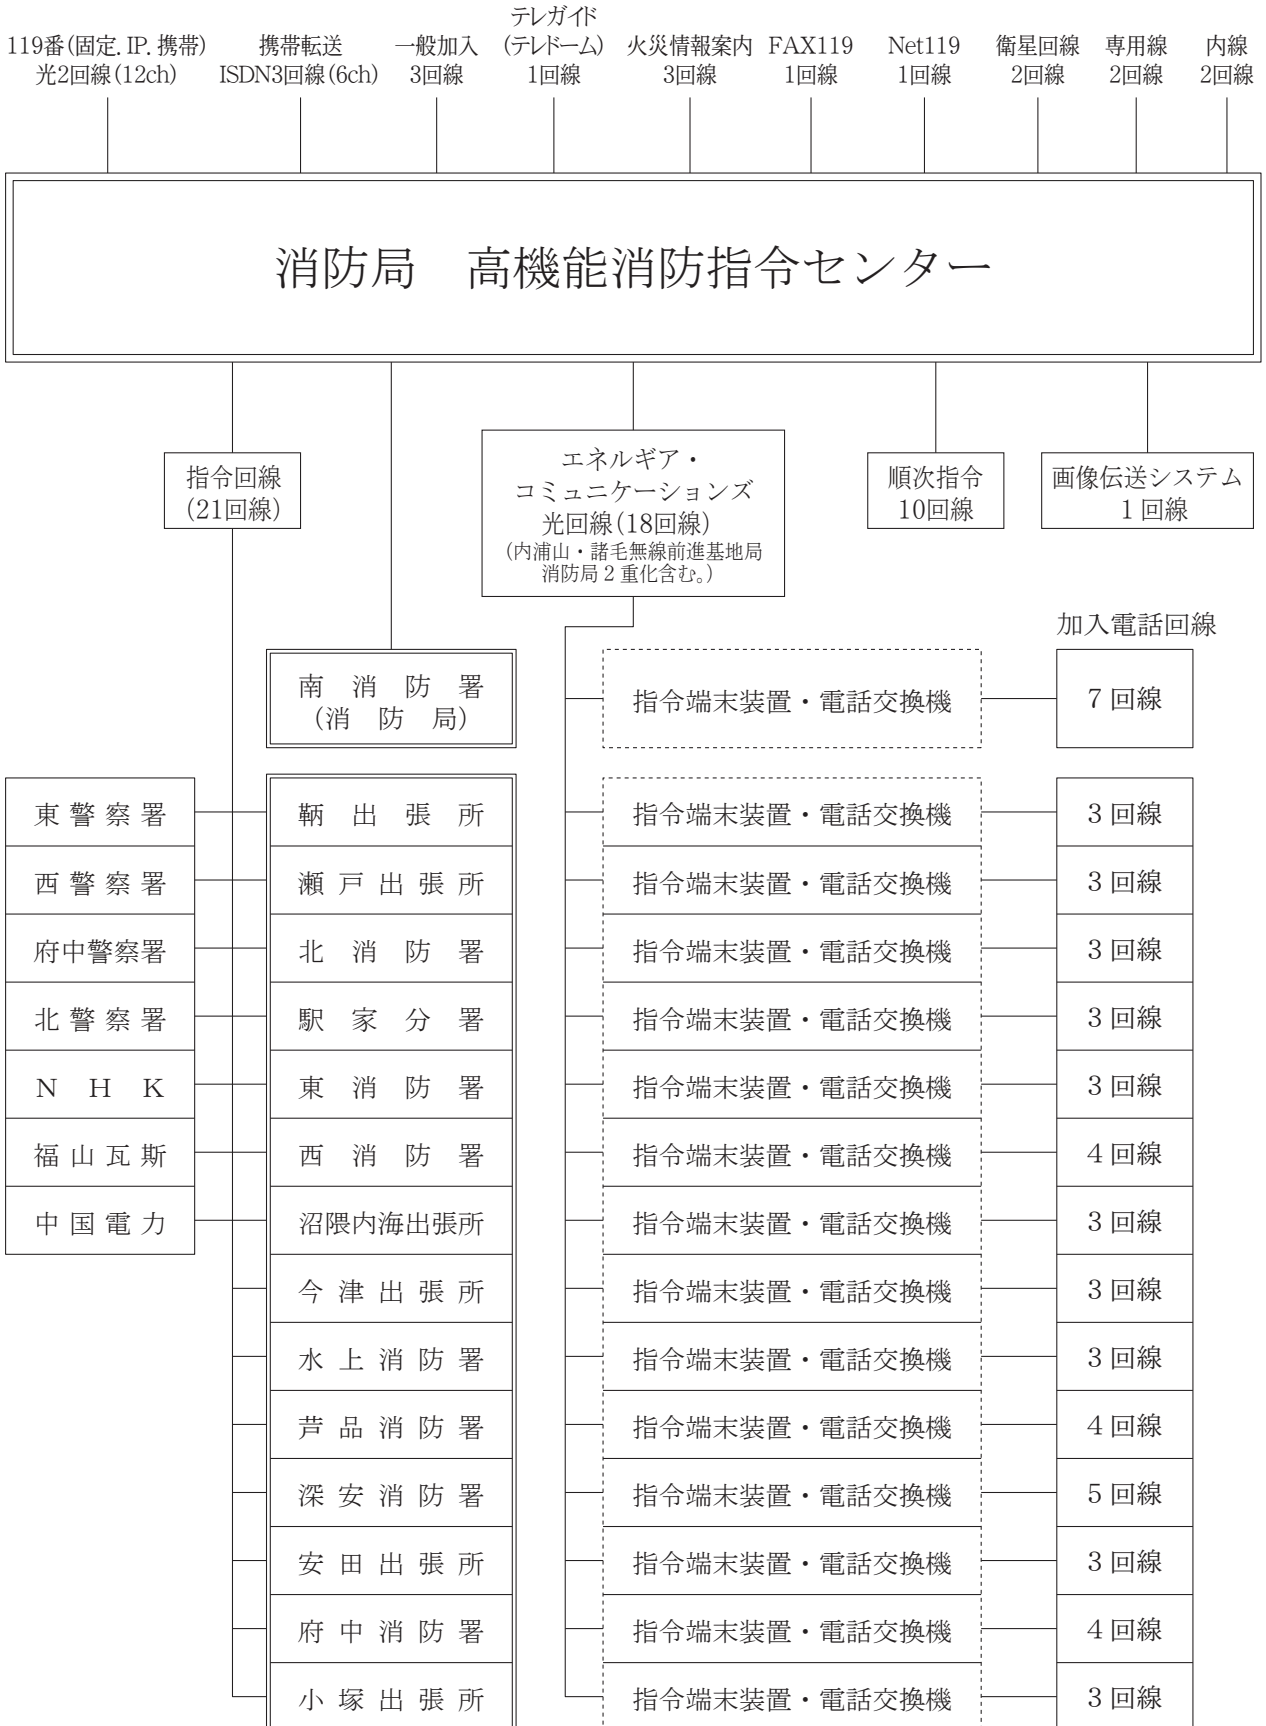 テレガイド
119番(固定.IP.携帯) 携帯転送 一般加入 (テレドーム) 火災情報案内 FAX119 Net119 衛星回線 専用線 内線
光2回線(12ch) ISDN3回線(6ch) 3回線 1回線 3回線 1回線 1回線 2回線 2回線 2回線
消防局 高機能消防指令センター
指令回線
(21回線)
エネルギア・
コミュニケーションズ
光回線(18回線)
(内浦山・諸毛無線前進基地局
消防局2重化含む。)
順次指令
10回線
画像伝送システム
1回線
加入電話回線
南消防署
(消防局)
指令端末装置・電話交換機 7回線
東警察署 鞆出張所 指令端末装置・電話交換機 3回線
西警察署 瀬戸出張所 指令端末装置・電話交換機 3回線
府中警察署 北消防署 指令端末装置・電話交換機 3回線
北警察署 駅家分署 指令端末装置・電話交換機 3回線
NHK 東消防署 指令端末装置・電話交換機 3回線
福山瓦斯 西消防署 指令端末装置・電話交換機 4回線
中国電力 沼隈内海出張所 指令端末装置・電話交換機 3回線
今津出張所 指令端末装置・電話交換機 3回線
水上消防署 指令端末装置・電話交換機 3回線
芦品消防署 指令端末装置・電話交換機 4回線
深安消防署 指令端末装置・電話交換機 5回線
安田出張所 指令端末装置・電話交換機 3回線
府中消防署 指令端末装置・電話交換機 4回線
小塚出張所 指令端末装置・電話交換機 3回線